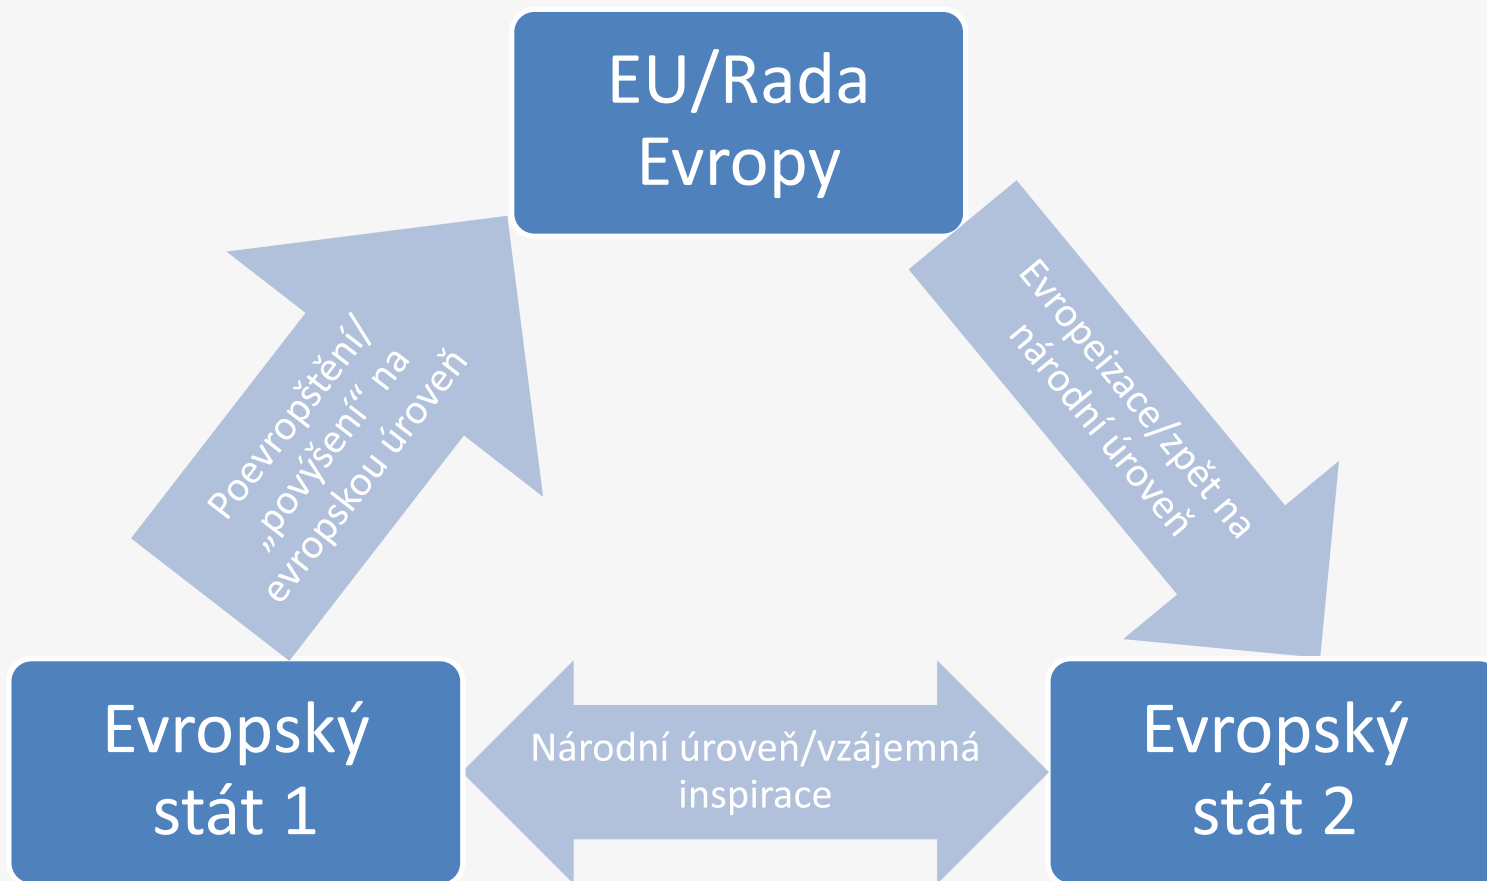 EU/Rada
Evropy
Poevropštění/
„povýšení“ na
evropskou úroveň
Evropeizace/zpět na
národní úroveň
Evropský
stát 1
Národní úroveň/vzájemná
inspirace
Evropský
stát 2